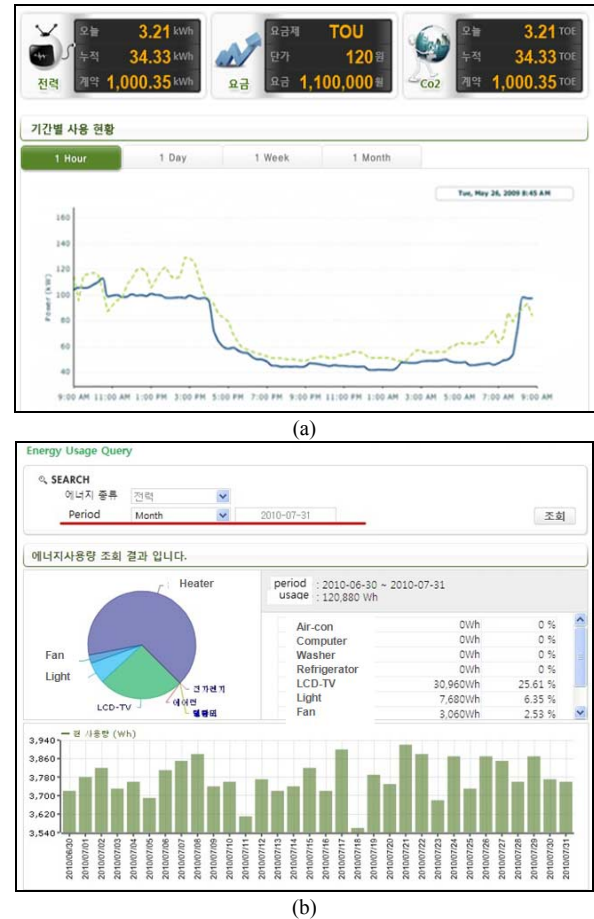 오늘 3.21 kWh
누적 34.33 kWh
계약 1,000.35 kWh
전력
요금제 TOU
단가 120 원
요금 1,100,000 원
요금
오늘 3.21 TOE
누적 34.33 TOE
계약 1,000.35 TOE
Co2
기간별 사용 현황
1 Hour 1 Day 1 Week 1 Month
Tue, May 26, 2009 8:45 AM
Power (kW)
160
140
120
100
80
60
40
9:00 AM 11:00 AM 1:00 PM 3:00 PM 5:00 PM 7:00 PM 9:00 PM 11:00 PM 1:00 AM 3:00 AM 5:00 AM 7:00 AM 9:00 AM
(a)
Energy Usage Query
SEARCH
에너지 종류 전력
Period Month 2010-07-31 조회
에너지사용량 조회 결과 입니다.
Heater
Fan
Light
LCD-TV
에어컨
period : 2010-06-30 ~ 2010-07-31
usage : 120,880 Wh
Air-con 0Wh 0 %
Computer 0Wh 0 %
Washer 0Wh 0 %
Refrigerator 0Wh 0 %
LCD-TV 30,960Wh 25.61 %
Light 7,680Wh 6.35 %
Fan 3,060Wh 2.53 %
사용량 (Wh)
3,940
3,860
3,780
3,700
3,620
3,540
2010/06/30 2010/07/01 2010/07/02 2010/07/03 2010/07/04 2010/07/05 2010/07/06 2010/07/07 2010/07/08 2010/07/09 2010/07/10 2010/07/11 2010/07/12 2010/07/13 2010/07/14 2010/07/15 2010/07/16 2010/07/17 2010/07/18 2010/07/19 2010/07/20 2010/07/21 2010/07/22 2010/07/23 2010/07/24 2010/07/25 2010/07/26 2010/07/27 2010/07/28 2010/07/29 2010/07/30 2010/07/31
(b)